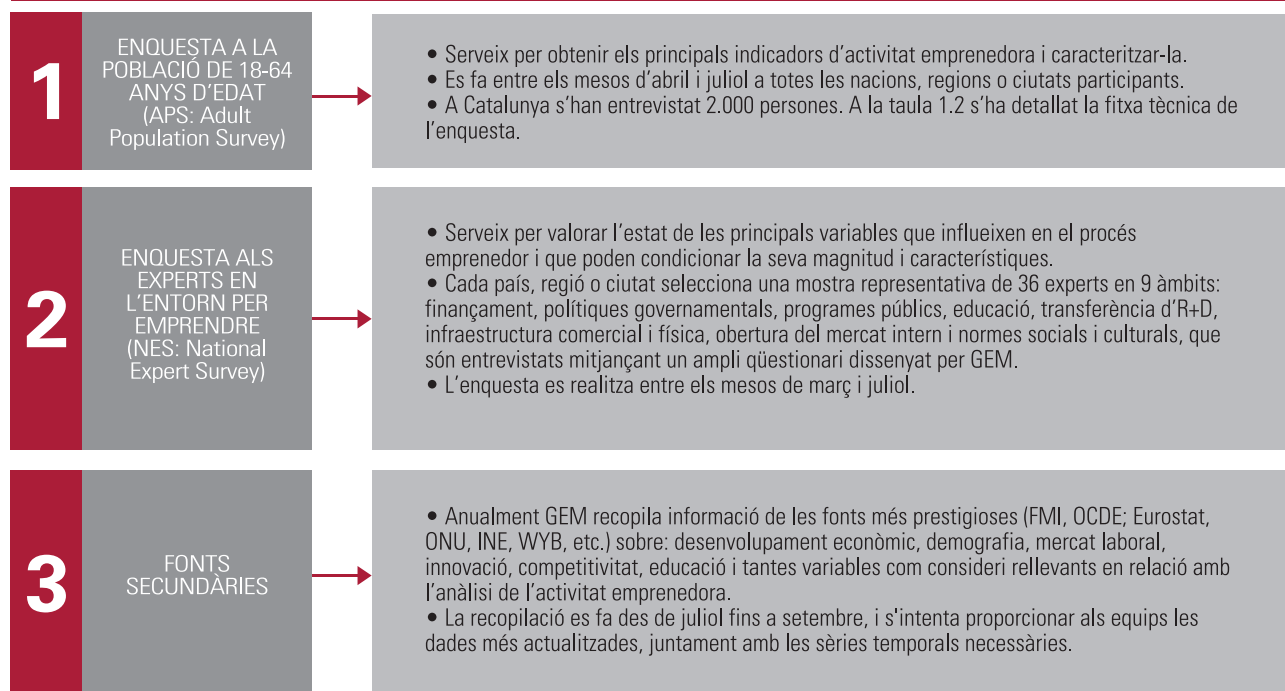 1
ENQUESTA A LA
POBLACIÓ DE 18-64
ANYS D'EDAT
(APS: Adult
Population Survey)
• Serveix per obtenir els principals indicadors d'activitat emprenedora i caracteritzar-la.
• Es fa entre els mesos d'abril i juliol a totes les nacions, regions o ciutats participants.
• A Catalunya s'han entrevistat 2.000 persones. A la taula 1.2 s'ha detallat la fitxa tècnica de
l'enquesta.
2
ENQUESTA ALS
EXPERTS EN
L'ENTORN PER
EMPRENDRE
(NES: National
Expert Survey)
• Serveix per valorar l'estat de les principals variables que influeixen en el procés
emprenedor i que poden condicionar la seva magnitud i característiques.
• Cada país, regió o ciutat selecciona una mostra representativa de 36 experts en 9 àmbits:
finançament, polítiques governamentals, programes públics, educació, transferència d'R+D,
infraestructura comercial i física, obertura del mercat intern i normes socials i culturals, que
són entrevistats mitjançant un ampli qüestionari dissenyat per GEM.
• L'enquesta es realitza entre els mesos de març i juliol.
3
FONTS
SECUNDÀRIES
• Anualment GEM recopila informació de les fonts més prestigioses (FMI, OCDE; Eurostat,
ONU, INE, WYB, etc.) sobre: desenvolupament econòmic, demografia, mercat laboral,
innovació, competitivitat, educació i tantes variables com consideri rellevants en relació amb
l'anàlisi de l'activitat emprenedora.
• La recopilació es fa des de juliol fins a setembre, i s'intenta proporcionar als equips les
dades més actualitzades, juntament amb les sèries temporals necessàries.